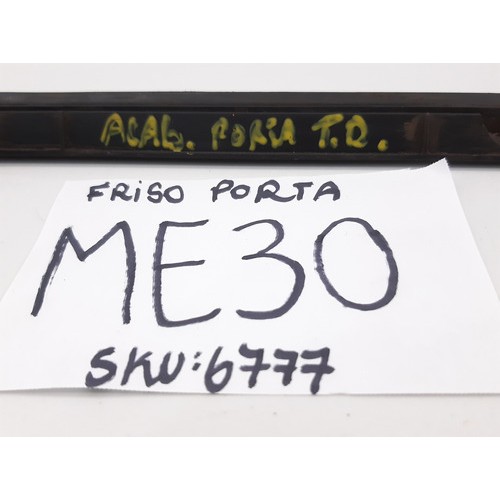 ACAb. PORTA T.D.
FRISO PORTA
ME30
SKU:6777